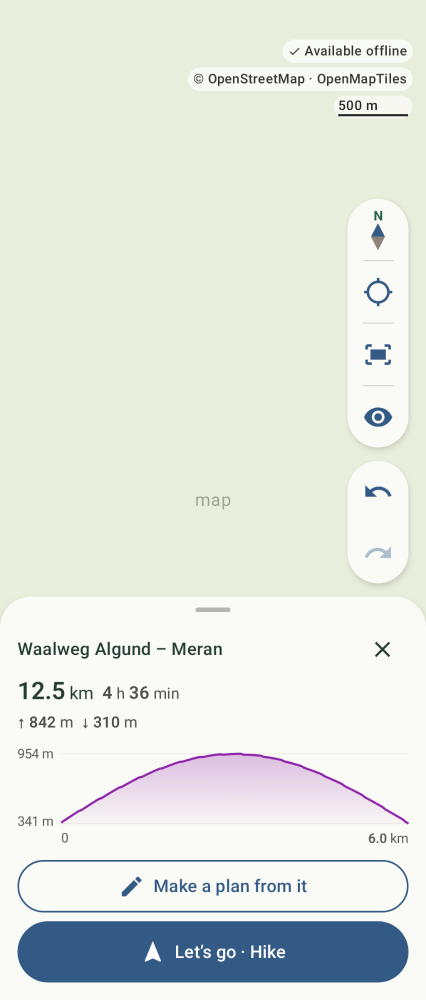 ✓ Available offline
© OpenStreetMap · OpenMapTiles
500 m
N
map
Waalweg Algund – Meran
12.5 km 4 h 36 min
↑ 842 m ↓ 310 m
954 m
341 m
0 6.0 km
Make a plan from it
Let's go · Hike